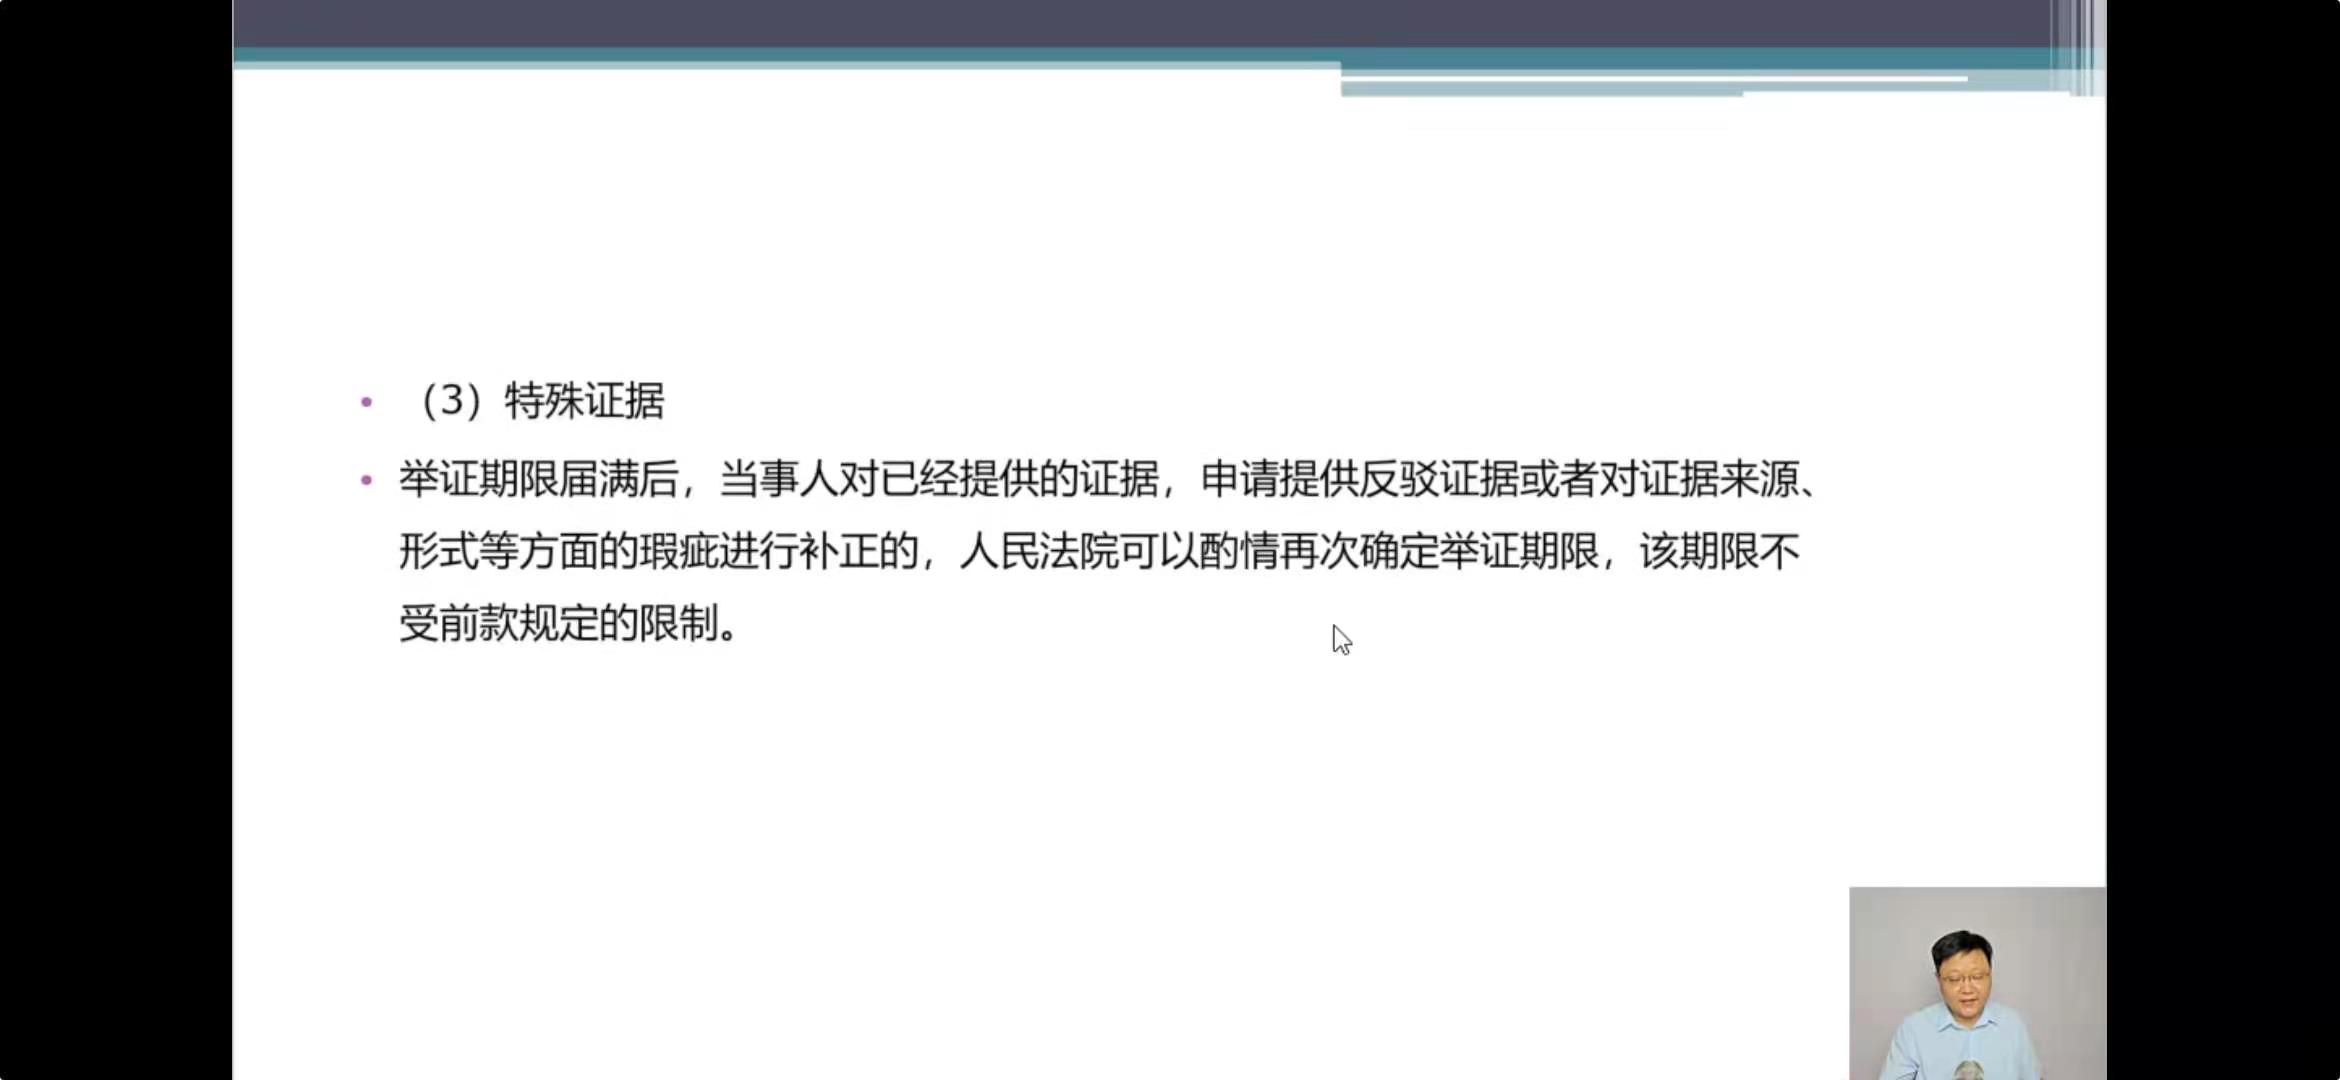 （3）特殊证据
举证期限届满后，当事人对已经提供的证据，申请提供反驳证据或者对证据来源、
形式等方面的瑕疵进行补正的，人民法院可以酌情再次确定举证期限，该期限不
受前款规定的限制。